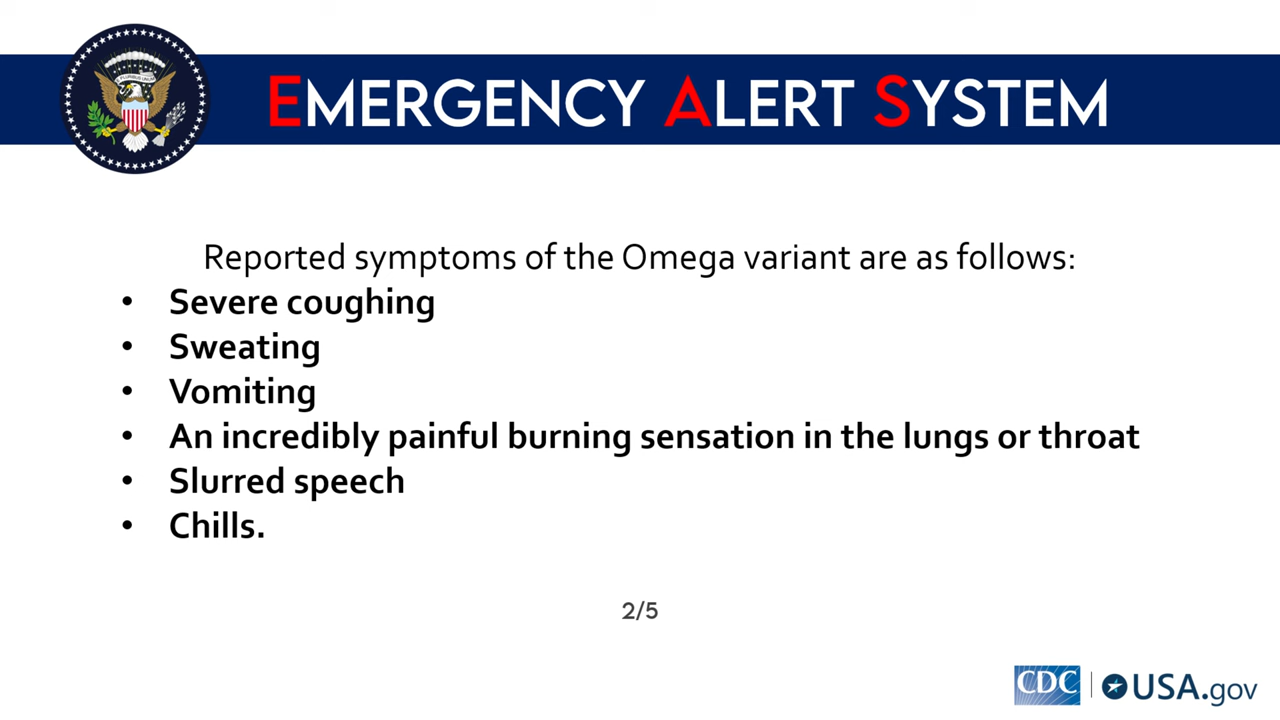 EMERGENCY ALERT SYSTEM
Reported symptoms of the Omega variant are as follows:
• Severe coughing
• Sweating
• Vomiting
• An incredibly painful burning sensation in the lungs or throat
• Slurred speech
• Chills.
2/5
CDC USA.gov